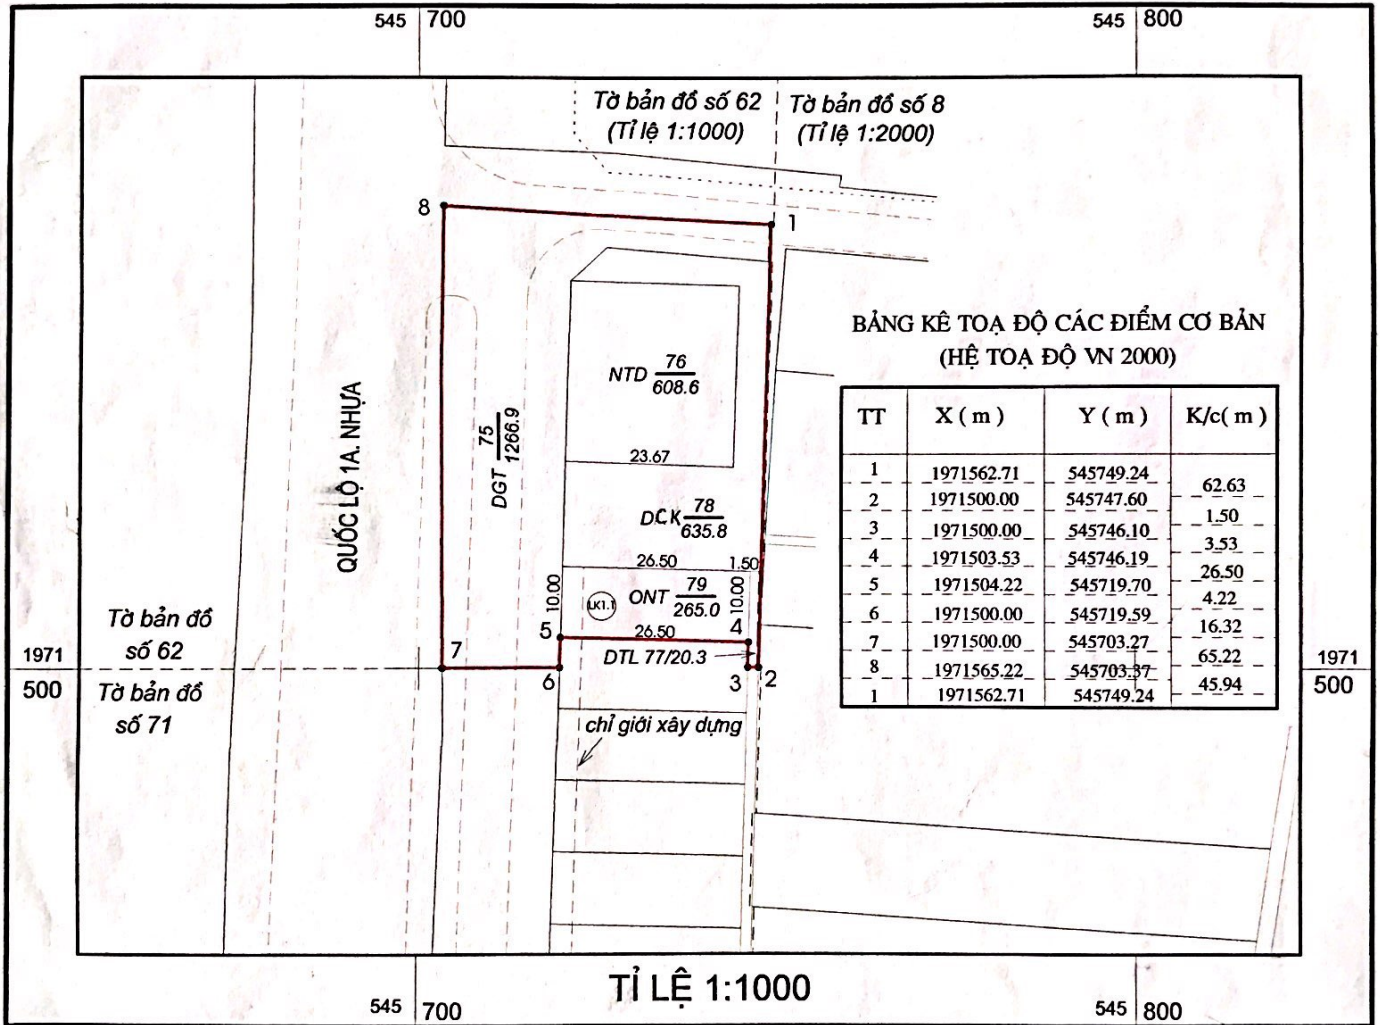 545 700
545 800
Tờ bản đồ số 62
(Tỉ lệ 1:1000)
Tờ bản đồ số 8
(Tỉ lệ 1:2000)
8
1
NTD 76
608.6
QUỐC LỘ 1A. NHỰA
DGT 75
1266.9
23.67
DCK 78
635.8
26.50
1.50
10.00
LK1.1
ONT 79
265.0
10.00
5
26.50
4
DTL 77/20.3
7
6
3
2
Tờ bản đồ
số 62
1971
500
Tờ bản đồ
số 71
1971
500
chỉ giới xây dựng
BẢNG KÊ TOẠ ĐỘ CÁC ĐIỂM CƠ BẢN
(HỆ TOẠ ĐỘ VN 2000)
TT X ( m ) Y ( m ) K/c( m )
1 1971562.71 545749.24
62.63
2 1971500.00 545747.60
1.50
3 1971500.00 545746.10
3.53
4 1971503.53 545746.19
26.50
5 1971504.22 545719.70
4.22
6 1971500.00 545719.59
16.32
7 1971500.00 545703.27
65.22
8 1971565.22 545703.37
45.94
1 1971562.71 545749.24
TỈ LỆ 1:1000
545 700
545 800